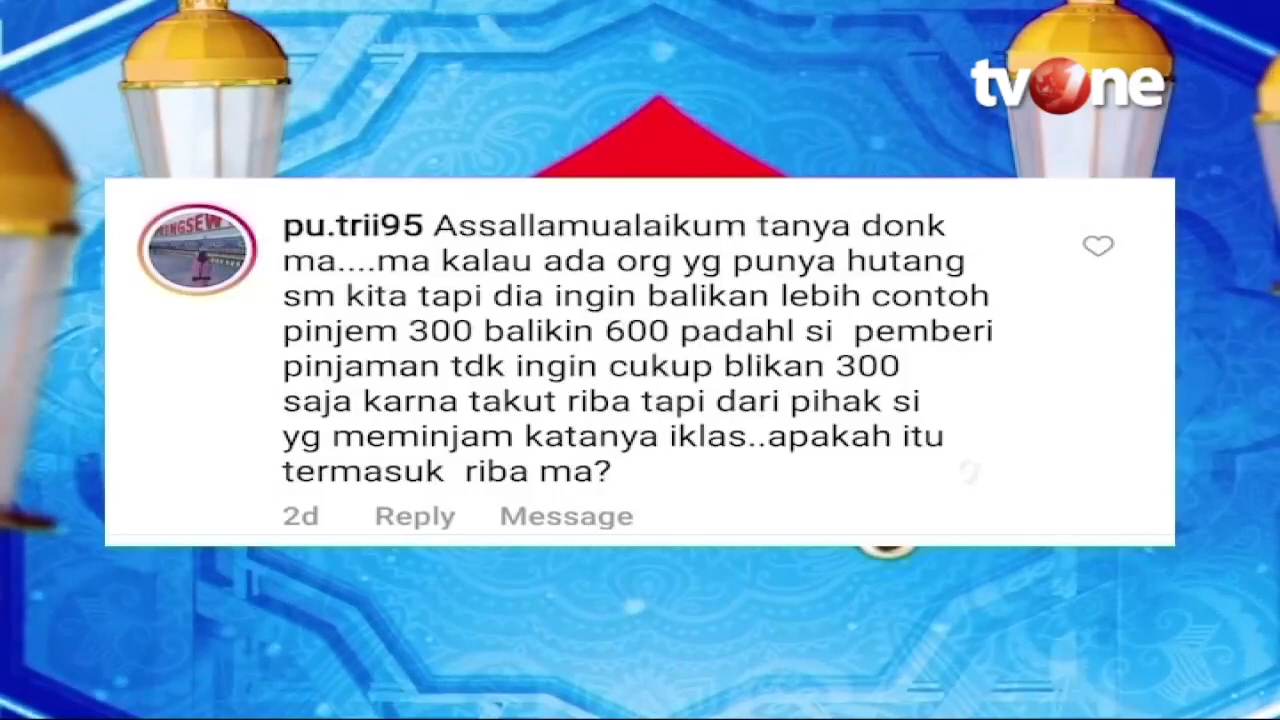 tvOne
INGSEW
pu.trii95 Assallamualaikum tanya donk
ma....ma kalau ada org yg punya hutang
sm kita tapi dia ingin balikan lebih contoh
pinjem 300 balikin 600 padahl si pemberi
pinjaman tdk ingin cukup blikan 300
saja karna takut riba tapi dari pihak si
yg meminjam katanya iklas..apakah itu
termasuk riba ma?
2d Reply Message